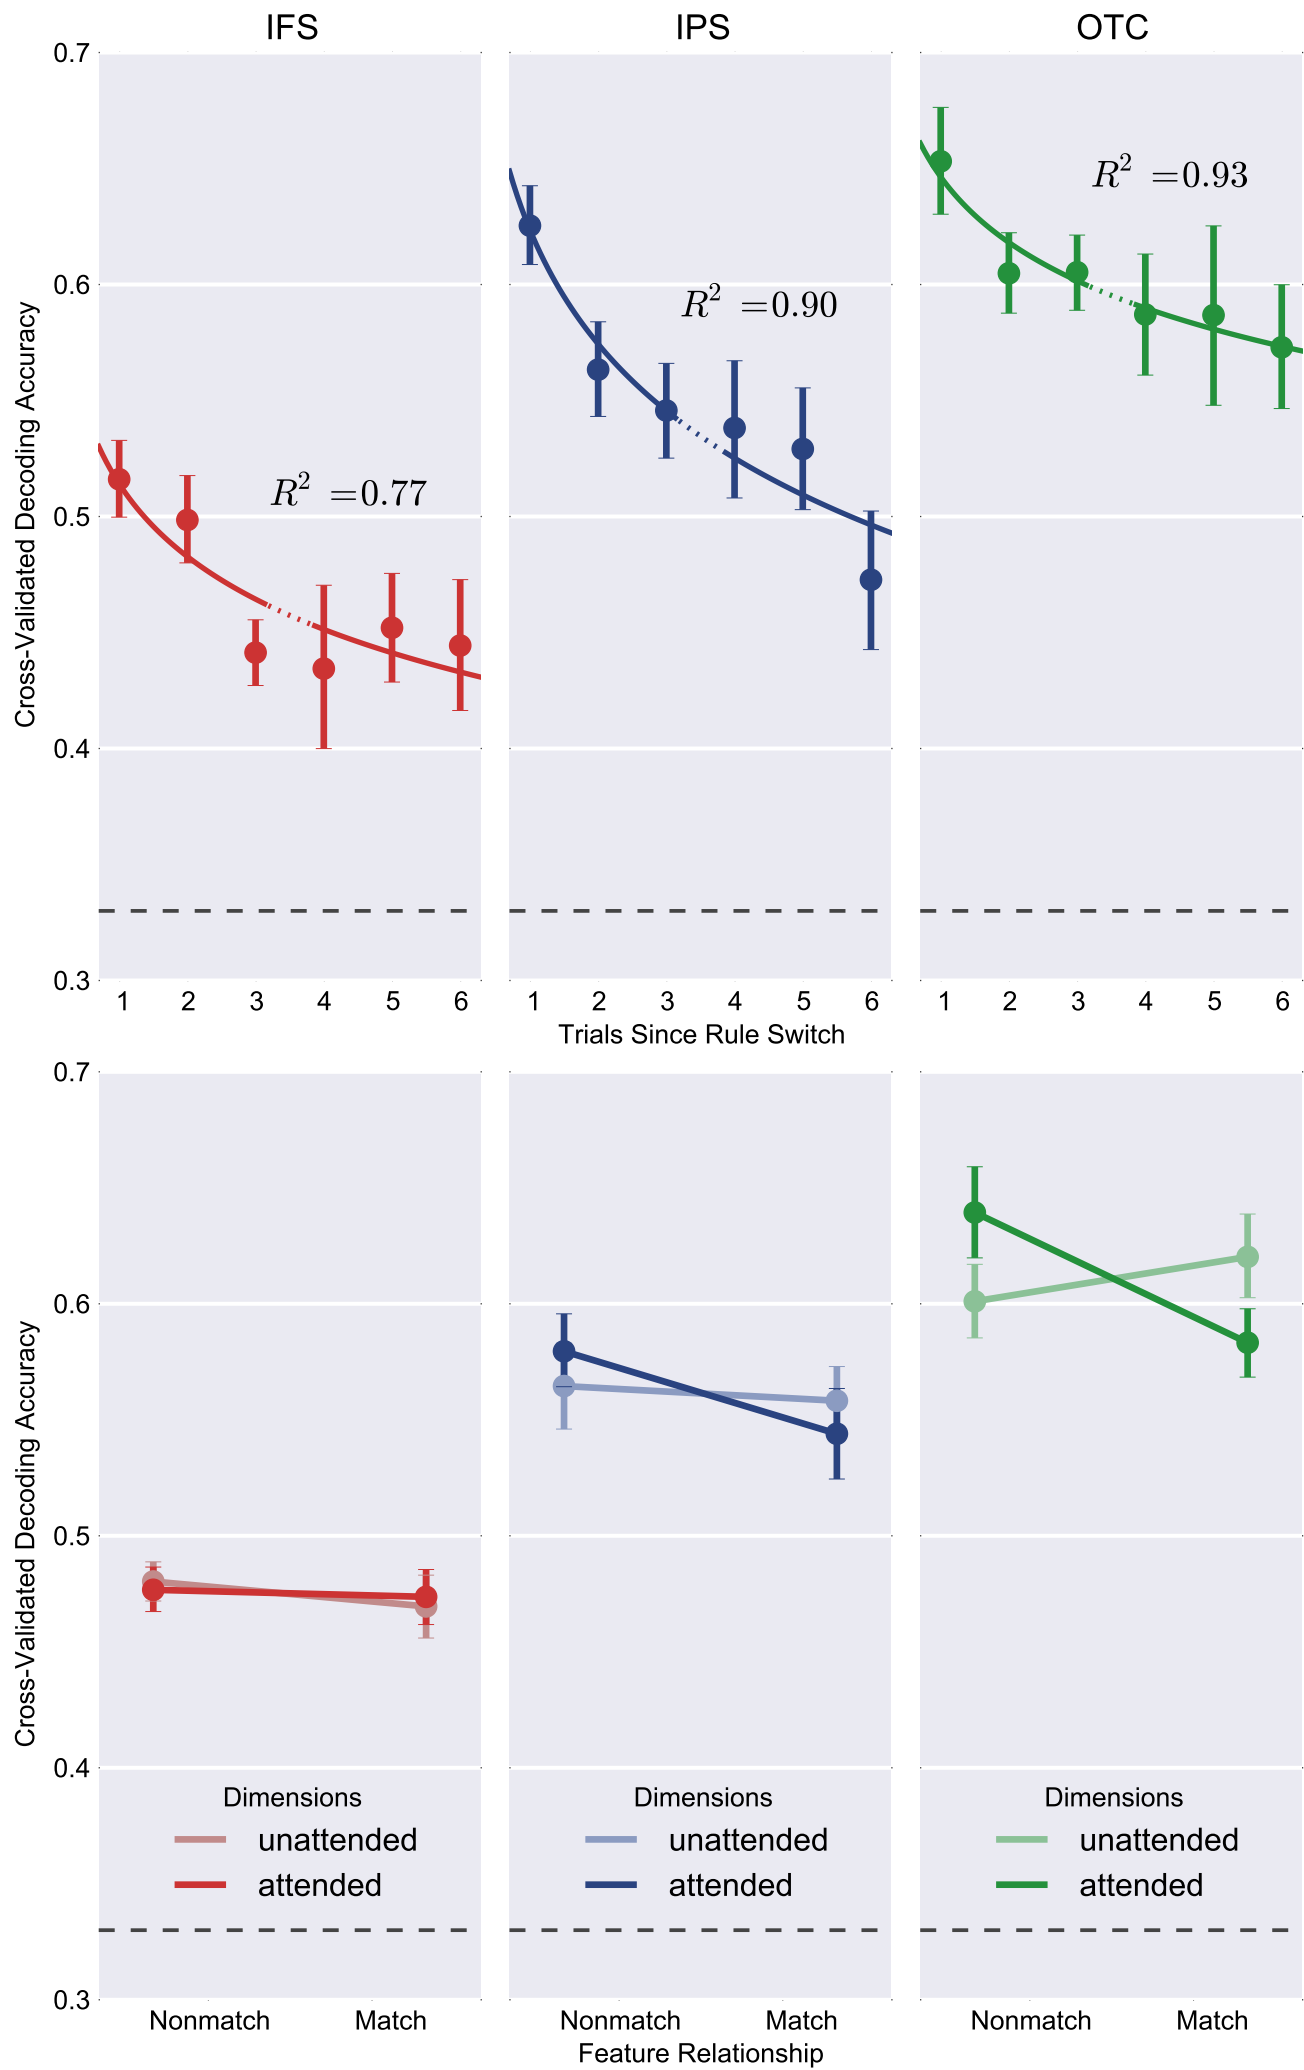 IFS IPS OTC
0.7
0.6
0.5
0.4
0.3
Cross-Validated Decoding Accuracy
R² =0.77
R² =0.90
R² =0.93
1 2 3 4 5 6 1 2 3 4 5 6 1 2 3 4 5 6
Trials Since Rule Switch
0.7
0.6
0.5
0.4
0.3
Cross-Validated Decoding Accuracy
Dimensions
unattended
attended
Dimensions
unattended
attended
Dimensions
unattended
attended
Nonmatch Match Nonmatch Match Nonmatch Match
Feature Relationship